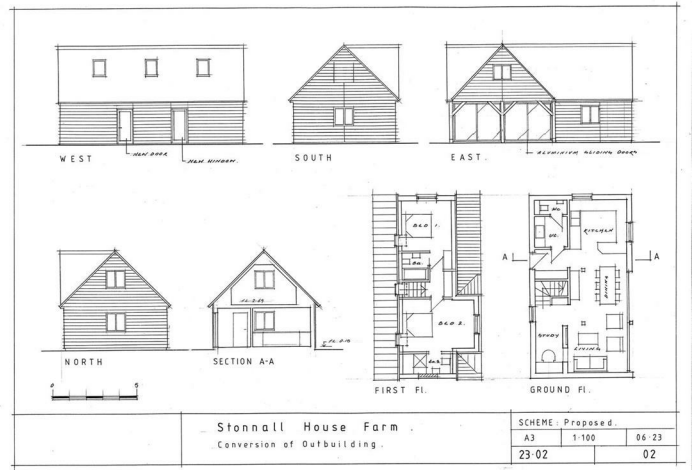 WEST
NEW DOOR
NEW WINDOW.
SOUTH
EAST.
ALUMINIUM SLIDING DOORS
NORTH
SECTION A-A
BED 1.
Ba.
BED 2.
FIRST Fl.
KITCHEN
A
A
DINING
STUDY
LIVING
GROUND Fl.
0
5
Stonnall House Farm .
Conversion of Outbuilding .
SCHEME: Proposed.
A3
1·100
06·23
23·02
02